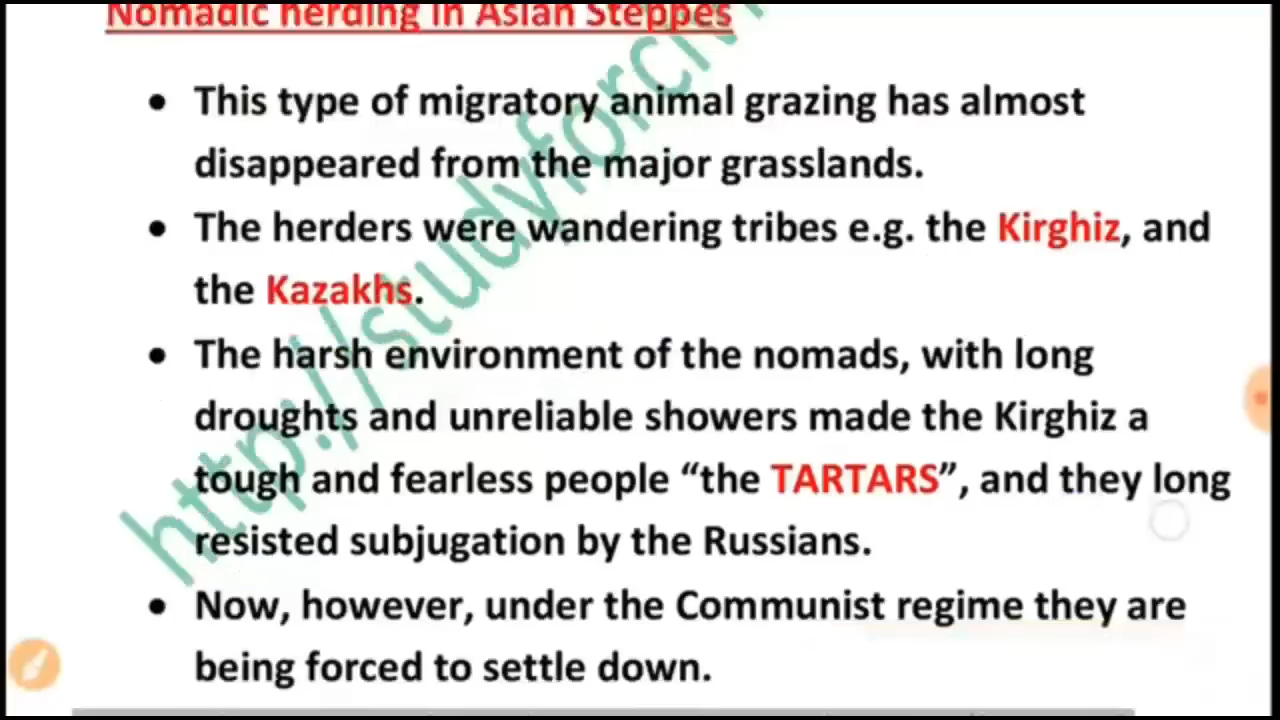 Nomadic herding in Asian Steppes
• This type of migratory animal grazing has almost
disappeared from the major grasslands.
• The herders were wandering tribes e.g. the Kirghiz, and
the Kazakhs.
• The harsh environment of the nomads, with long
droughts and unreliable showers made the Kirghiz a
tough and fearless people “the TARTARS”, and they long
resisted subjugation by the Russians.
• Now, however, under the Communist regime they are
being forced to settle down.
http://studyforciv